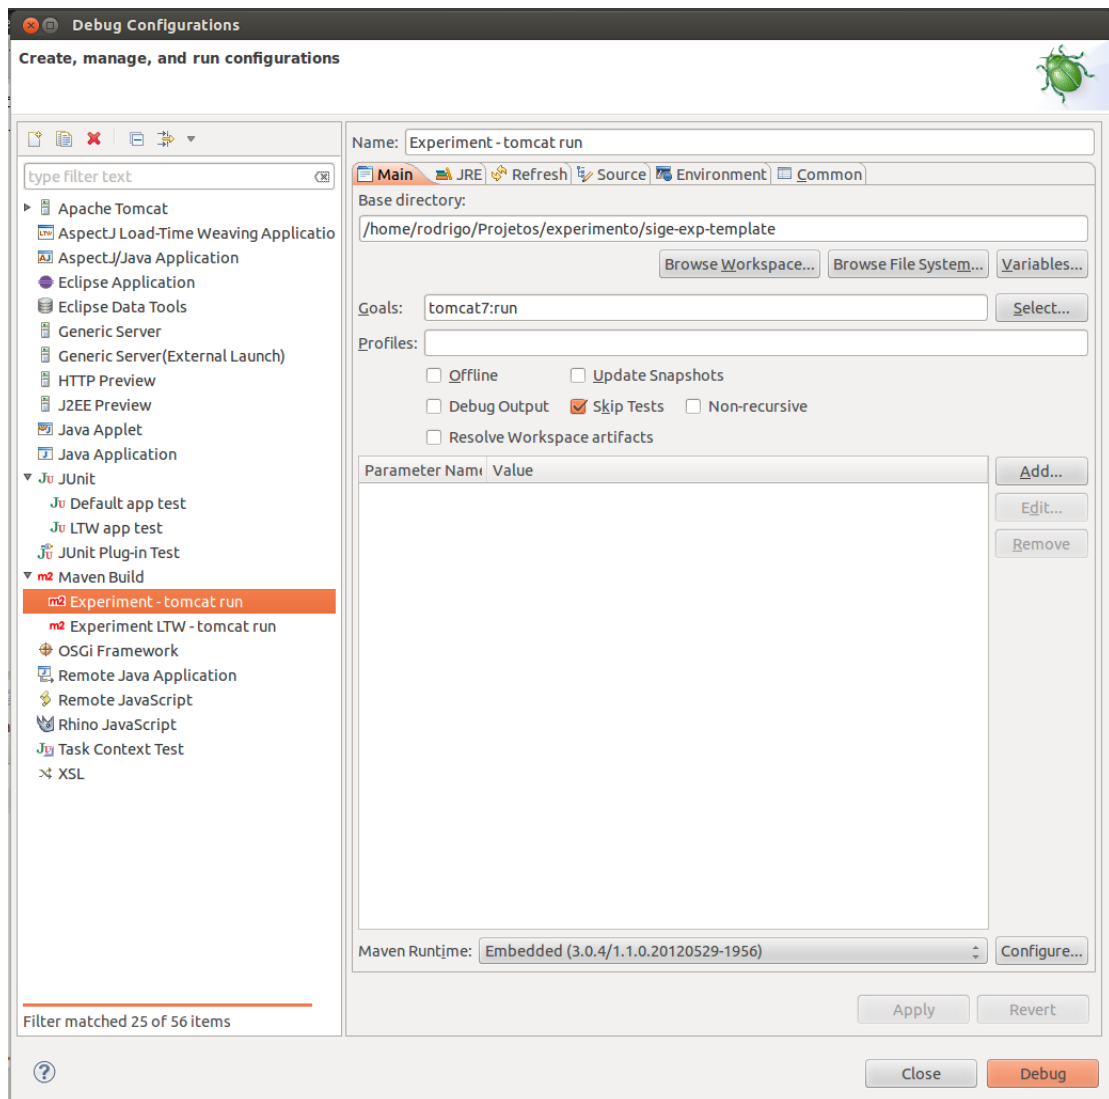 Debug Configurations
Create, manage, and run configurations
type filter text
Apache Tomcat
AspectJ Load-Time Weaving Applicatio
AspectJ/Java Application
Eclipse Application
Eclipse Data Tools
Generic Server
Generic Server(External Launch)
HTTP Preview
J2EE Preview
Java Applet
Java Application
Ju JUnit
Ju Default app test
Ju LTW app test
JUnit Plug-in Test
m2 Maven Build
m2 Experiment - tomcat run
m2 Experiment LTW - tomcat run
OSGi Framework
Remote Java Application
Remote JavaScript
Rhino JavaScript
Task Context Test
XSL
Filter matched 25 of 56 items
Name: Experiment - tomcat run
Main JRE Refresh Source Environment Common
Base directory:
/home/rodrigo/Projetos/experimento/sige-exp-template
Browse Workspace... Browse File System... Variables...
Goals: tomcat7:run Select...
Profiles:
Offline Update Snapshots
Debug Output Skip Tests Non-recursive
Resolve Workspace artifacts
Parameter Name Value
Add...
Edit...
Remove
Maven Runtime: Embedded (3.0.4/1.1.0.20120529-1956) Configure...
Apply Revert
Close Debug